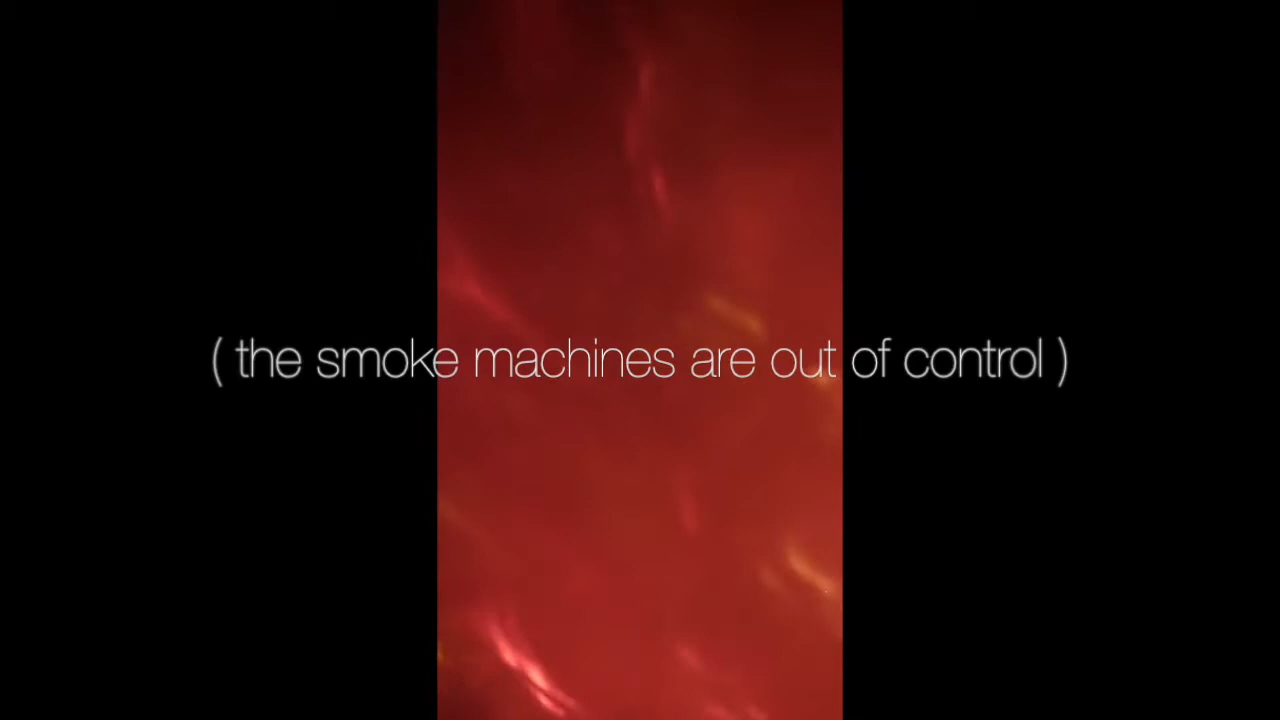 ( the smoke machines are out of control )